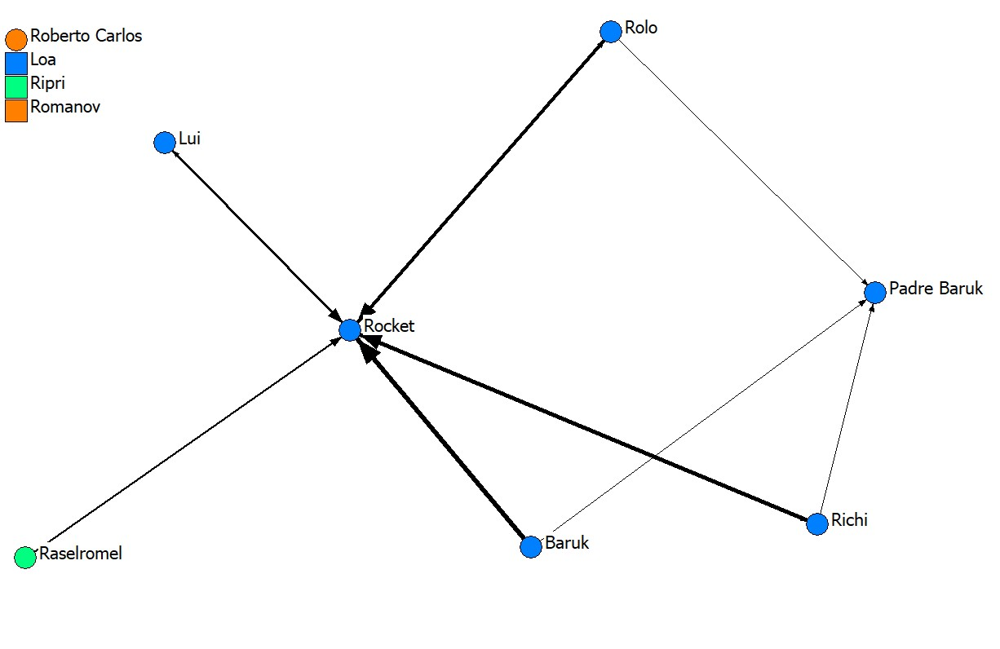 Roberto Carlos
Loa
Ripri
Romanov
Rolo
Lui
Padre Baruk
Rocket
Richi
Baruk
Raselromel